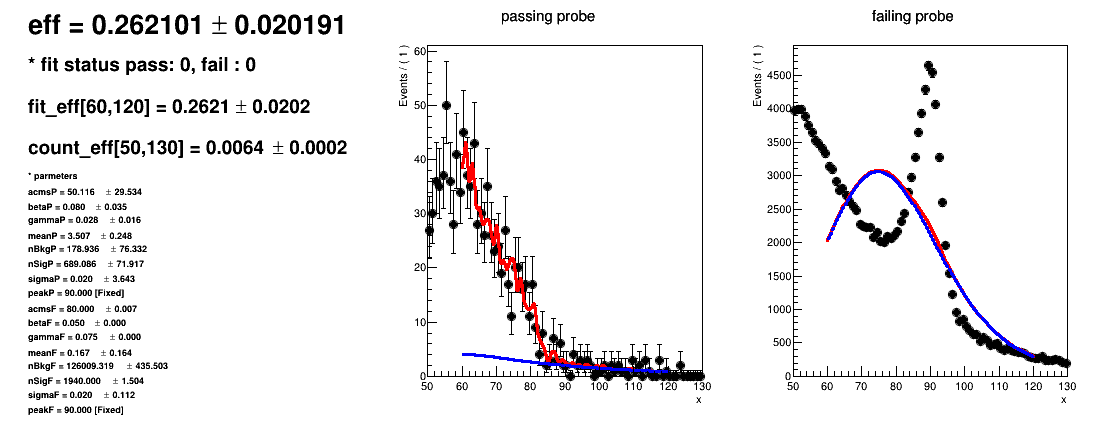 eff = 0.262101 ± 0.020191
* fit status pass: 0, fail : 0
fit_eff[60,120] = 0.2621 ± 0.0202
count_eff[50,130] = 0.0064 ± 0.0002
* parmeters
acmsP = 50.116 ± 29.534
betaP = 0.080 ± 0.035
gammaP = 0.028 ± 0.016
meanP = 3.507 ± 0.248
nBkgP = 178.936 ± 76.332
nSigP = 689.086 ± 71.917
sigmaP = 0.020 ± 3.643
peakP = 90.000 [Fixed]
acmsF = 80.000 ± 0.007
betaF = 0.050 ± 0.000
gammaF = 0.075 ± 0.000
meanF = 0.167 ± 0.164
nBkgF = 126009.319 ± 435.503
nSigF = 1940.000 ± 1.504
sigmaF = 0.020 ± 0.112
peakF = 90.000 [Fixed]
passing probe
Events / ( 1 )
60
50
40
30
20
10
0
50 60 70 80 90 100 110 120 130
x
failing probe
Events / ( 1 )
4500
4000
3500
3000
2500
2000
1500
1000
500
0
50 60 70 80 90 100 110 120 130
x